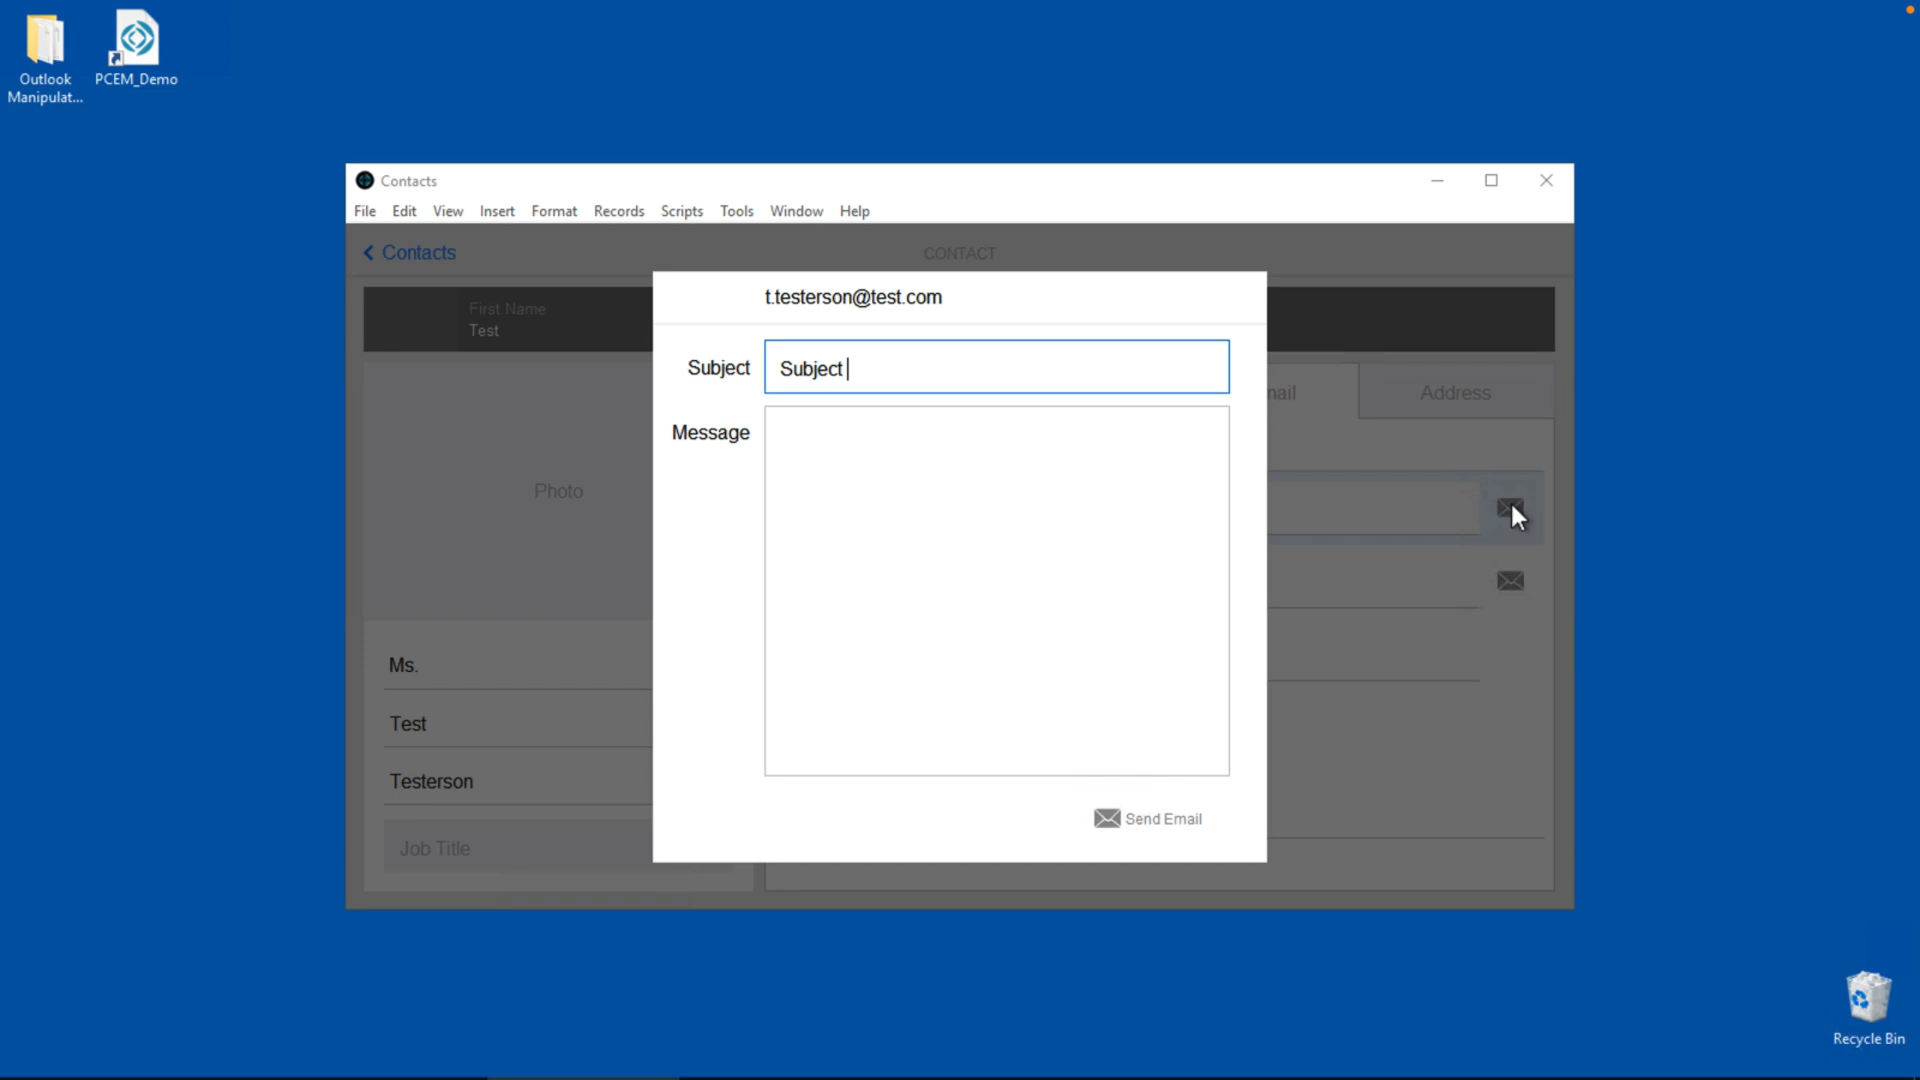 Outlook
Manipulat...
PCEM_Demo
Contacts
File Edit View Insert Format Records Scripts Tools Window Help
Contacts
CONTACT
First Name
Test
t.testerson@test.com
Subject
Subject
Message
nail
Address
Photo
Ms.
Test
Testerson
Job Title
Send Email
Recycle Bin